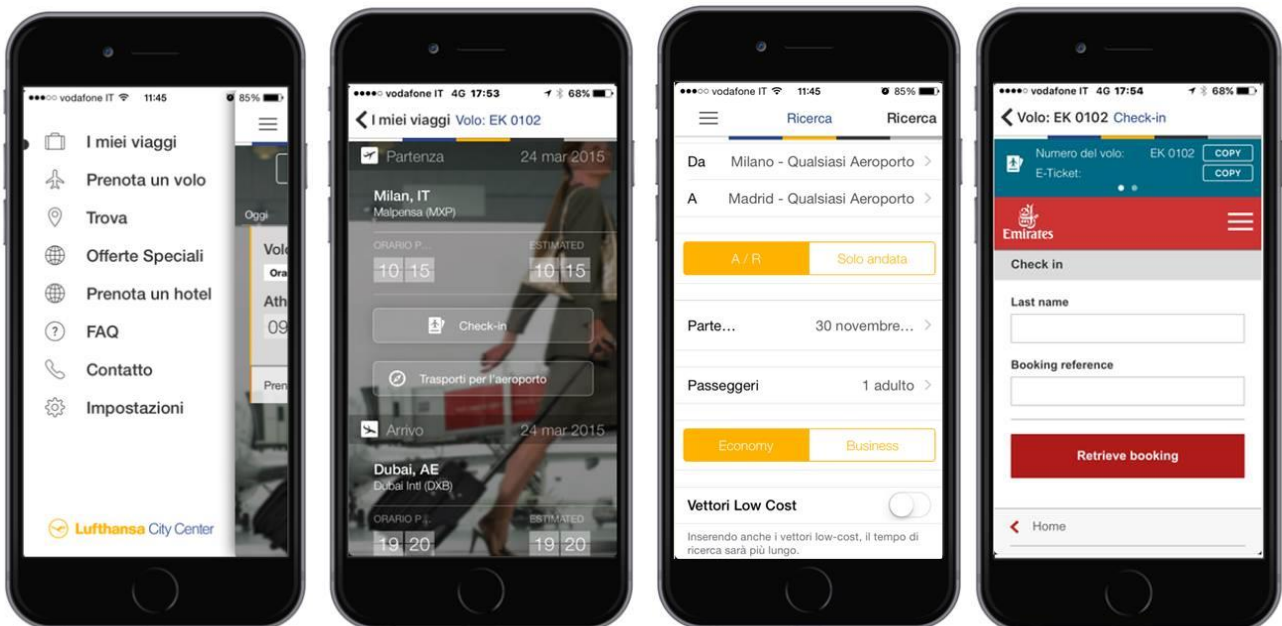 vodafone IT 11:45 85%
I miei viaggi
Prenota un volo
Trova
Offerte Speciali
Prenota un hotel
FAQ
Contatto
Impostazioni
Lufthansa City Center
Oggi
Vol
Ora
Ath
09
Pren
vodafone IT 4G 17:53 68%
I miei viaggi Volo: EK 0102
Partenza 24 mar 2015
Milan, IT
Malpensa (MXP)
ORARIO P... ESTIMATED
10 15 10 15
Check-in
Trasporti per l'aeroporto
Arrivo 24 mar 2015
Dubai, AE
Dubai Intl (DXB)
ORARIO P... ESTIMATED
19 20 19 20
vodafone IT 11:45 85%
Ricerca Ricerca
Da Milano - Qualsiasi Aeroporto
A Madrid - Qualsiasi Aeroporto
A / R Solo andata
Parte... 30 novembre...
Passeggeri 1 adulto
Economy Business
Vettori Low Cost
Inserendo anche i vettori low-cost, il tempo di
ricerca sarà più lungo.
vodafone IT 4G 17:54 68%
Volo: EK 0102 Check-in
Numero del volo: EK 0102 COPY
E-Ticket: COPY
Emirates
Check in
Last name
Booking reference
Retrieve booking
Home